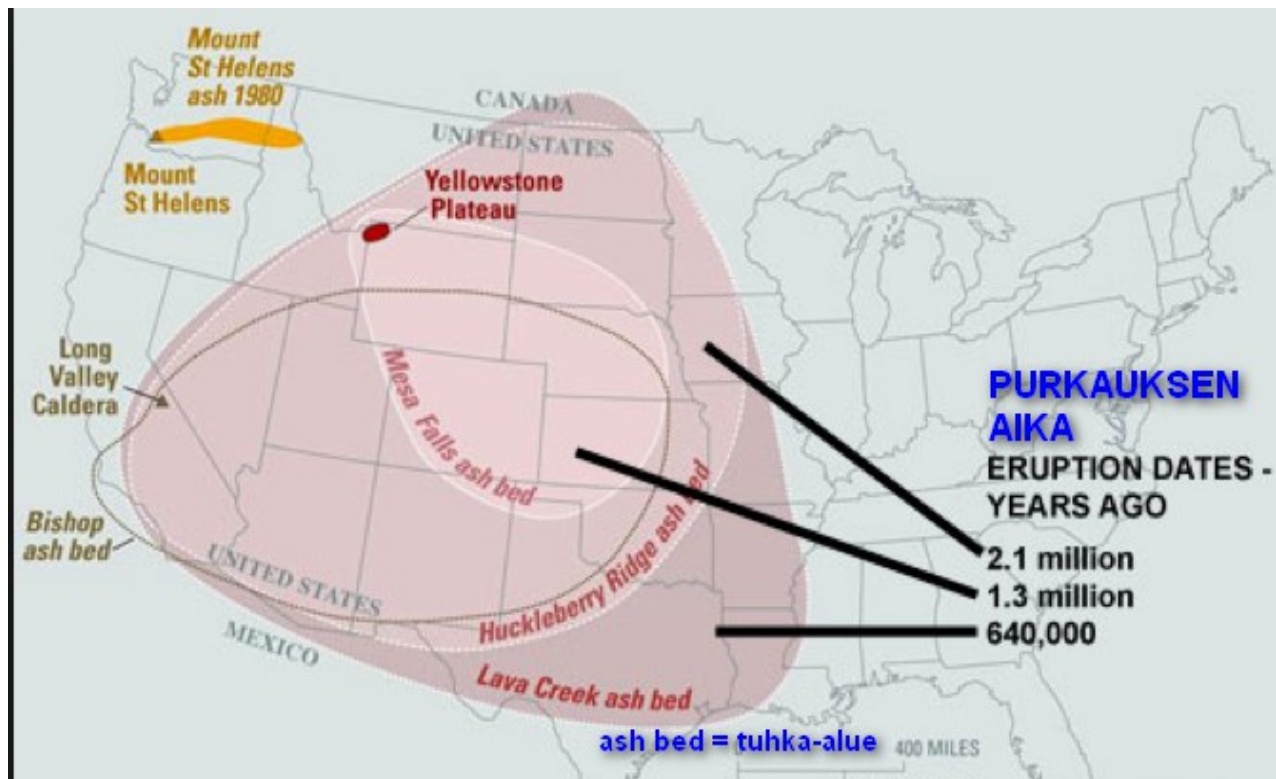 Mount
St Helens
ash 1980
Mount
St Helens
CANADA
UNITED STATES
Yellowstone
Plateau
Long
Valley
Caldera
Mesa Falls ash bed
Bishop
ash bed
UNITED STATES
MEXICO
Huckleberry Ridge ash bed
Lava Creek ash bed
PURKAUKSEN
AIKA
ERUPTION DATES -
YEARS AGO
2.1 million
1.3 million
640,000
ash bed = tuhka-alue
400 MILES